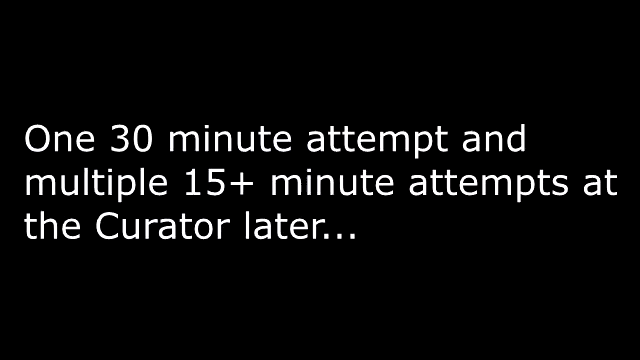 One 30 minute attempt and
multiple 15+ minute attempts at
the Curator later...